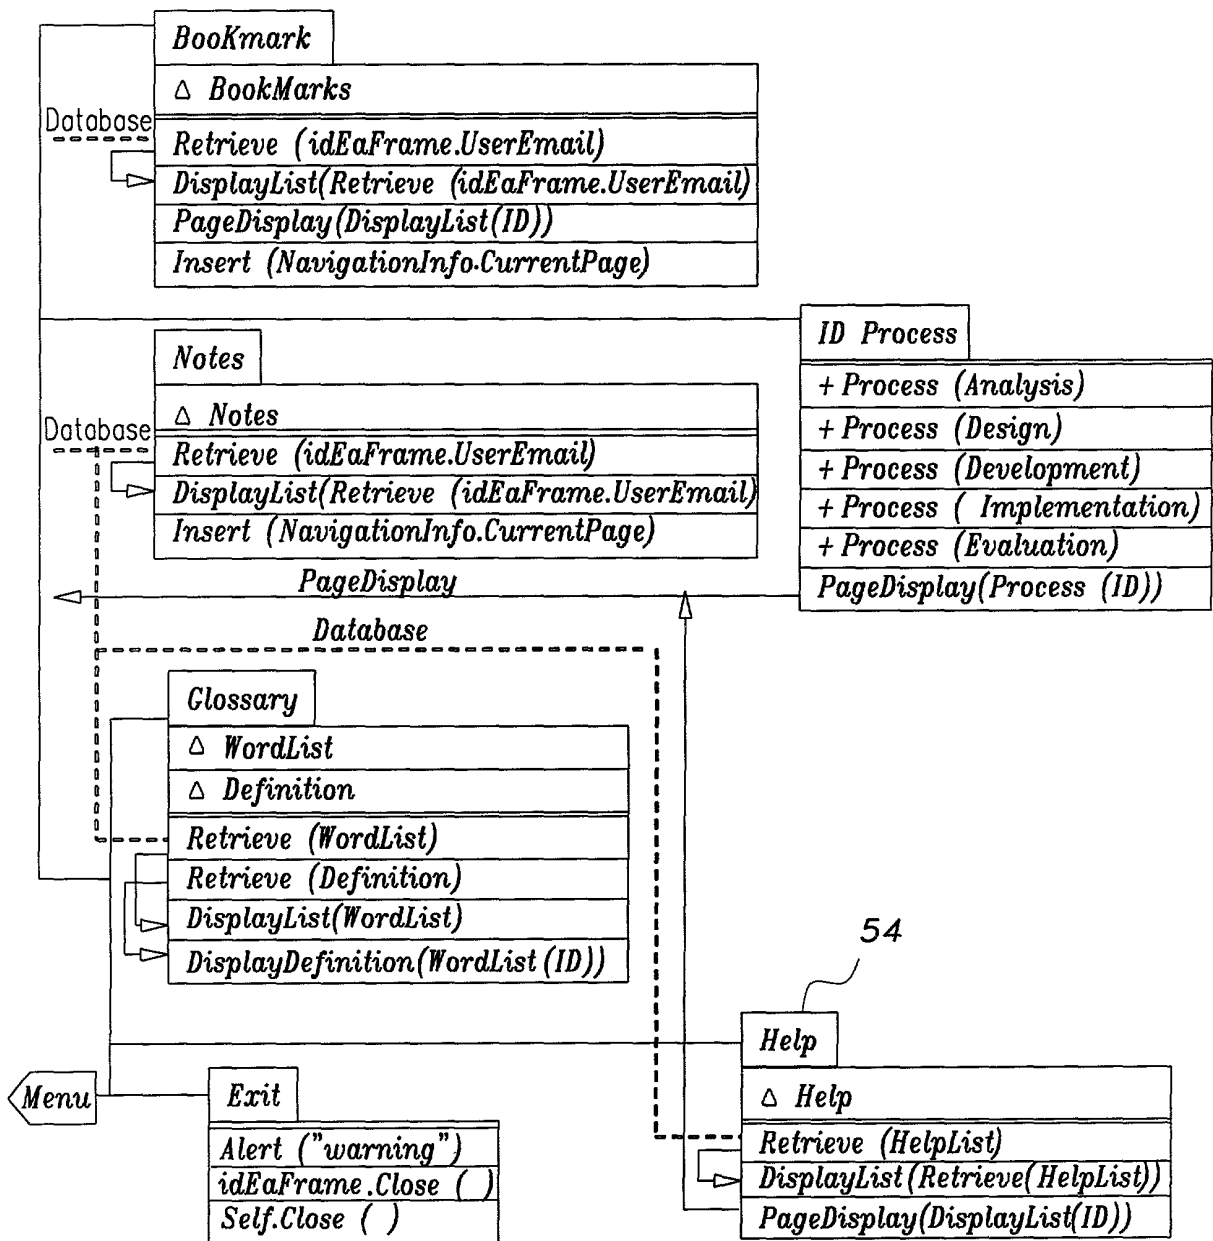 BooKmark
△ BookMarks
Database
Retrieve (idEaFrame.UserEmail)
DisplayList(Retrieve (idEaFrame.UserEmail)
PageDisplay(DisplayList(ID))
Insert (NavigationInfo.CurrentPage)
ID Process
+ Process (Analysis)
+ Process (Design)
+ Process (Development)
+ Process ( Implementation)
+ Process (Evaluation)
PageDisplay(Process (ID))
Notes
△ Notes
Database
Retrieve (idEaFrame.UserEmail)
DisplayList(Retrieve (idEaFrame.UserEmail)
Insert (NavigationInfo.CurrentPage)
PageDisplay
Database
Glossary
△ WordList
△ Definition
Retrieve (WordList)
Retrieve (Definition)
DisplayList(WordList)
DisplayDefinition(WordList (ID))
54
Help
△ Help
Retrieve (HelpList)
DisplayList(Retrieve(HelpList))
PageDisplay(DisplayList(ID))
Menu
Exit
Alert ("warning")
idEaFrame.Close ( )
Self.Close ( )